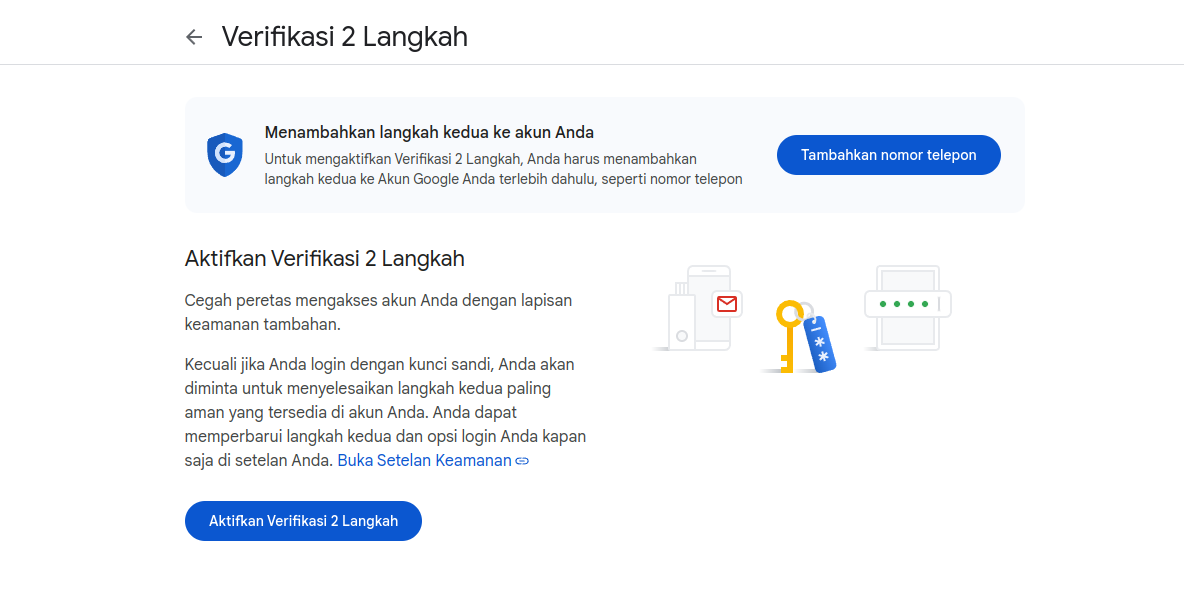 Verifikasi 2 Langkah
Menambahkan langkah kedua ke akun Anda
Untuk mengaktifkan Verifikasi 2 Langkah, Anda harus menambahkan
langkah kedua ke Akun Google Anda terlebih dahulu, seperti nomor telepon
Tambahkan nomor telepon
Aktifkan Verifikasi 2 Langkah
Cegah peretas mengakses akun Anda dengan lapisan
keamanan tambahan.
Kecuali jika Anda login dengan kunci sandi, Anda akan
diminta untuk menyelesaikan langkah kedua paling
aman yang tersedia di akun Anda. Anda dapat
memperbarui langkah kedua dan opsi login Anda kapan
saja di setelan Anda. Buka Setelan Keamanan
Aktifkan Verifikasi 2 Langkah